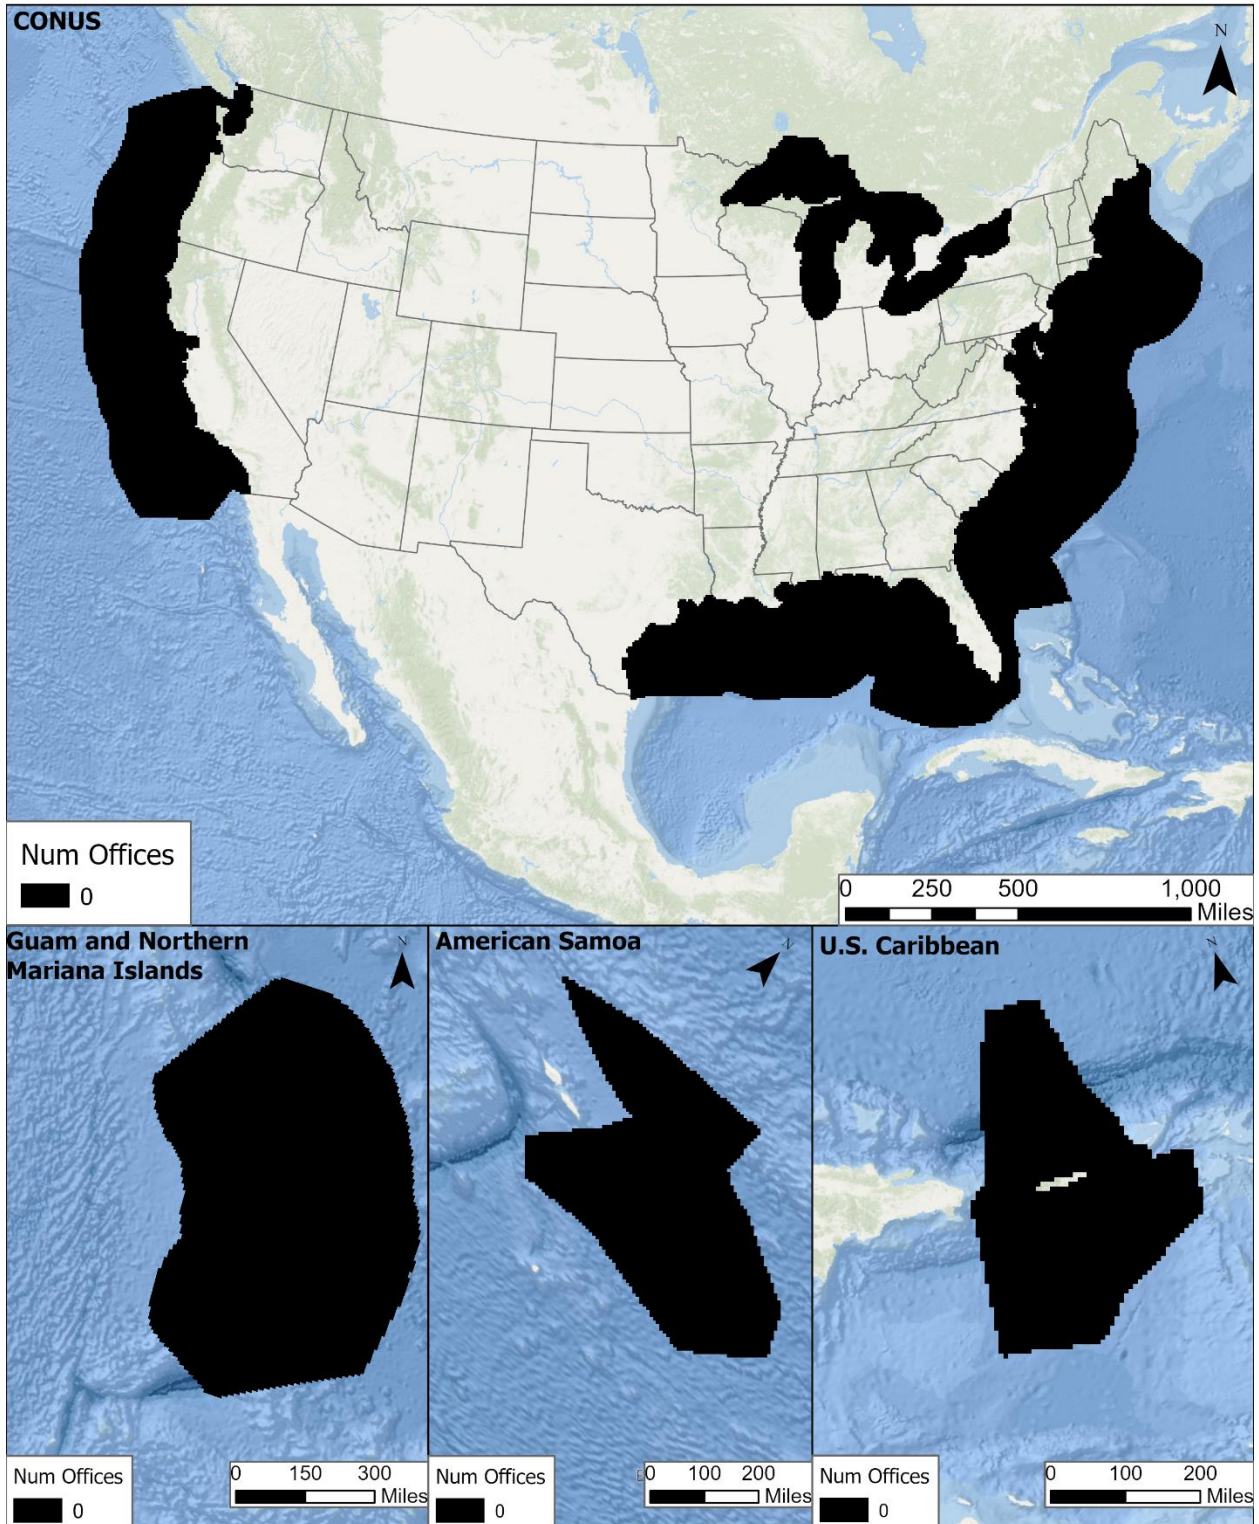 CONUS
N
Num Offices
0
0 250 500 1,000
Miles
Guam and Northern
Mariana Islands
N
Num Offices
0
0 150 300
Miles
American Samoa
N
Num Offices
0
0 100 200
Miles
U.S. Caribbean
N
Num Offices
0
0 100 200
Miles